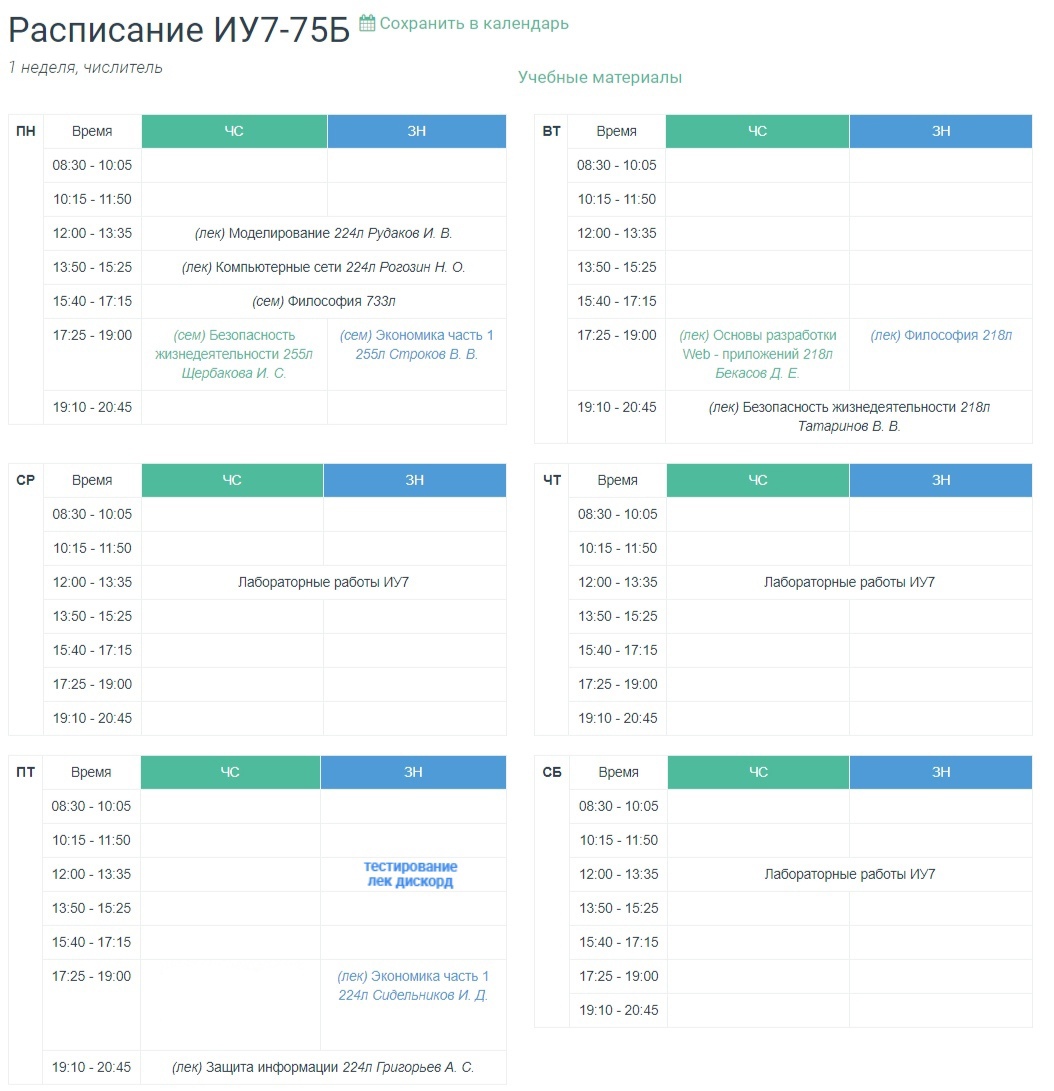 Расписание ИУ7-75Б Сохранить в календарь
1 неделя, числитель
Учебные материалы
ПН Время ЧС ЗН
08:30 - 10:05
10:15 - 11:50
12:00 - 13:35 (лек) Моделирование 224л Рудаков И. В.
13:50 - 15:25 (лек) Компьютерные сети 224л Рогозин Н. О.
15:40 - 17:15 (сем) Философия 733л
17:25 - 19:00 (сем) Безопасность
жизнедеятельности 255л
Щербакова И. С.
(сем) Экономика часть 1
255л Строков В. В.
19:10 - 20:45
ВТ Время ЧС ЗН
08:30 - 10:05
10:15 - 11:50
12:00 - 13:35
13:50 - 15:25
15:40 - 17:15
17:25 - 19:00 (лек) Основы разработки
Web - приложений 218л
Бекасов Д. Е.
(лек) Философия 218л
19:10 - 20:45 (лек) Безопасность жизнедеятельности 218л
Татаринов В. В.
СР Время ЧС ЗН
08:30 - 10:05
10:15 - 11:50
12:00 - 13:35 Лабораторные работы ИУ7
13:50 - 15:25
15:40 - 17:15
17:25 - 19:00
19:10 - 20:45
ЧТ Время ЧС ЗН
08:30 - 10:05
10:15 - 11:50
12:00 - 13:35 Лабораторные работы ИУ7
13:50 - 15:25
15:40 - 17:15
17:25 - 19:00
19:10 - 20:45
ПТ Время ЧС ЗН
08:30 - 10:05
10:15 - 11:50
12:00 - 13:35 тестирование
лек дискорд
13:50 - 15:25
15:40 - 17:15
17:25 - 19:00 (лек) Экономика часть 1
224л Сидельников И. Д.
19:10 - 20:45 (лек) Защита информации 224л Григорьев А. С.
СБ Время ЧС ЗН
08:30 - 10:05
10:15 - 11:50
12:00 - 13:35 Лабораторные работы ИУ7
13:50 - 15:25
15:40 - 17:15
17:25 - 19:00
19:10 - 20:45